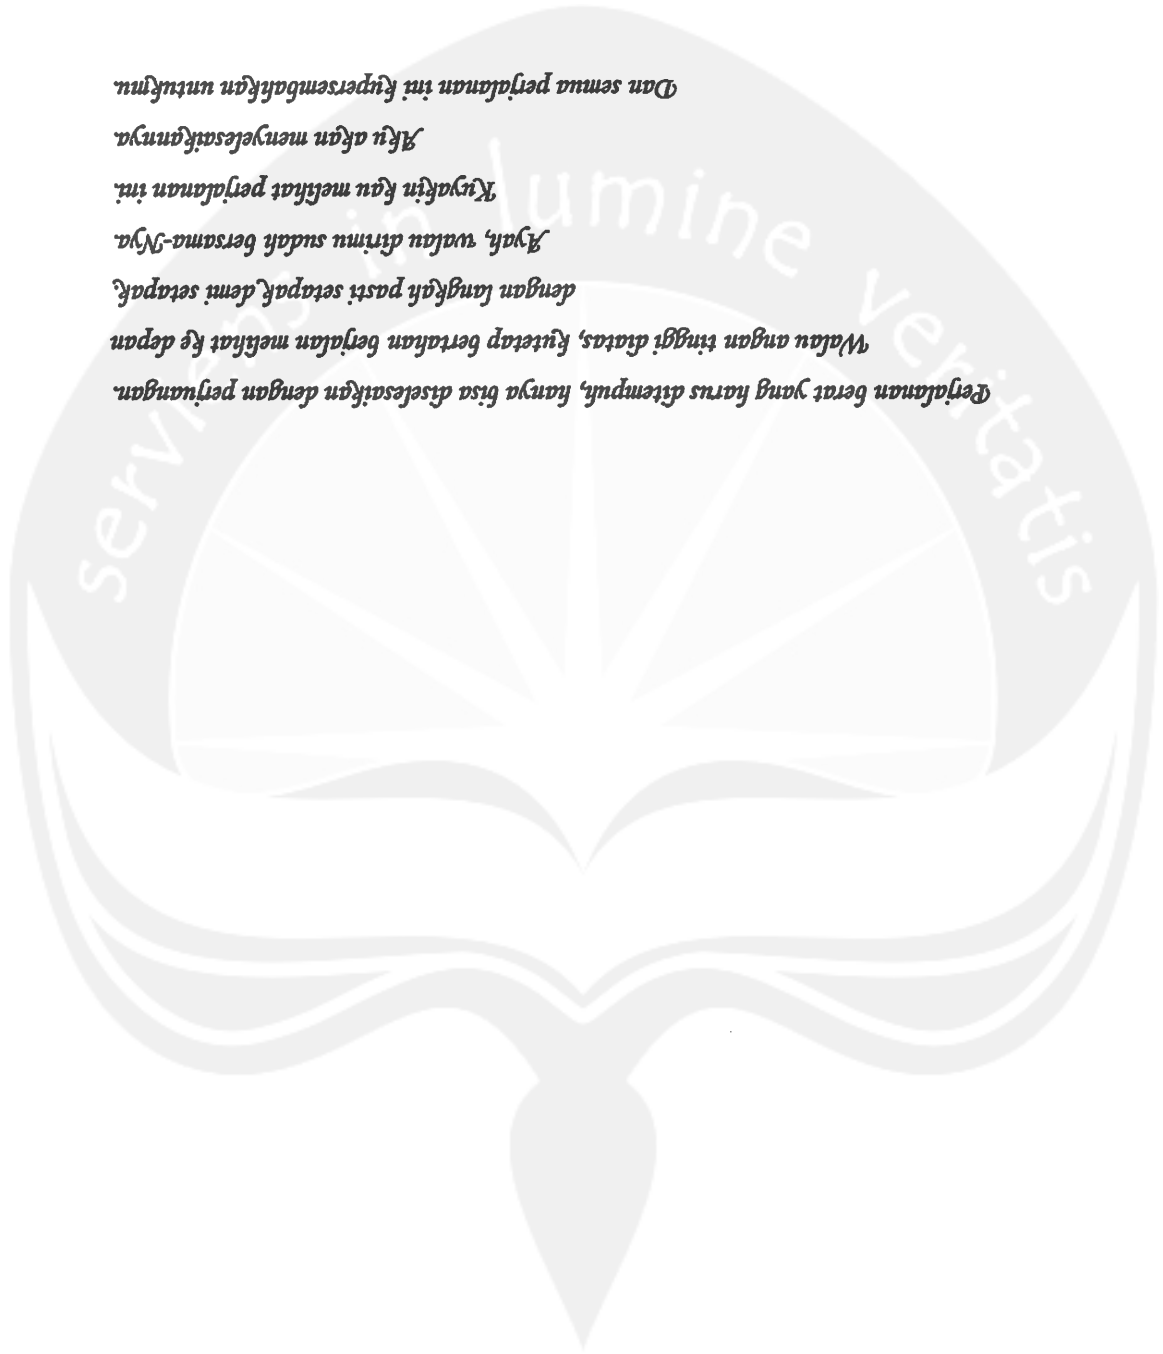 Perjalanan berat yang harus ditempuh, hanya bisa diselesaikan dengan perjuangan.
Walau angan tinggi diatas, kutetap bertahan berjalan melihat ke depan
dengan langkah pasti setapak demi setapak.
Ayah, walau dirimu sudah bersama-Nya.
Kuyakin kau melihat perjalanan ini.
Aku akan menyelesaikannya.
Dan semua perjalanan ini kupersembahkan untukmu.
serviens in lumine veritatis